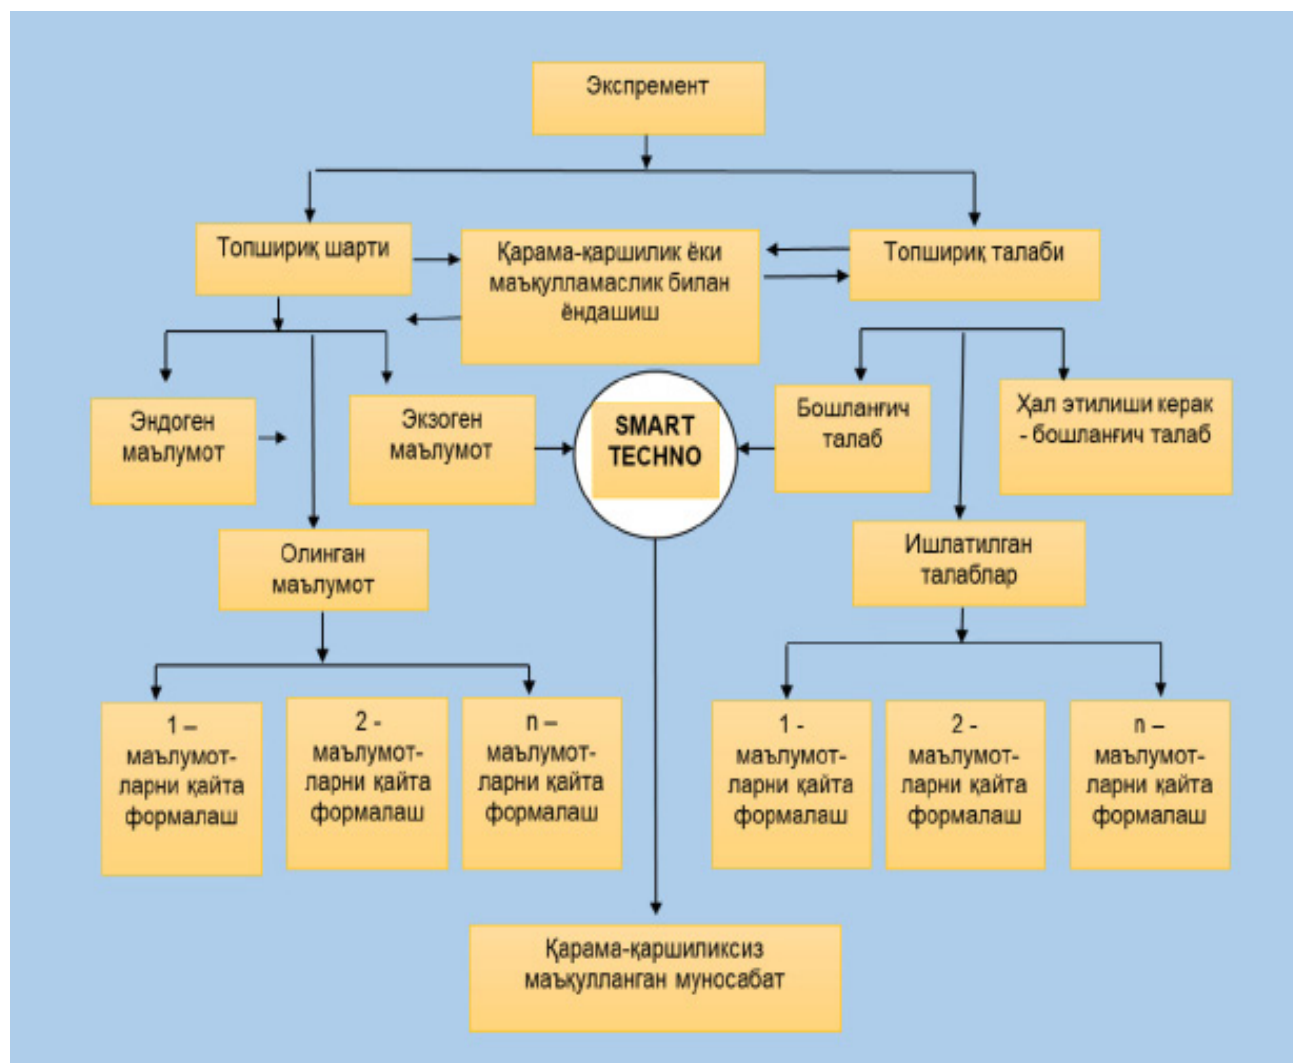 Экспремент
Топшириқ шарти
Қарама-қаршилик ёки
маъқулламаслик билан
ёндашиш
Топшириқ талаби
Эндоген
маълумот
Экзоген
маълумот
SMART
TECHNO
Бошланғич
талаб
Ҳал этилиши керак
- бошланғич талаб
Олинган
маълумот
Ишлатилган
талаблар
1 –
маълумот-
ларни қайта
формалаш
2 -
маълумот-
ларни қайта
формалаш
n –
маълумот-
ларни қайта
формалаш
1 -
маълумот-
ларни қайта
формалаш
2 -
маълумот-
ларни қайта
формалаш
n –
маълумот-
ларни қайта
формалаш
Қарама-қаршиликсиз
маъқулланган муносабат